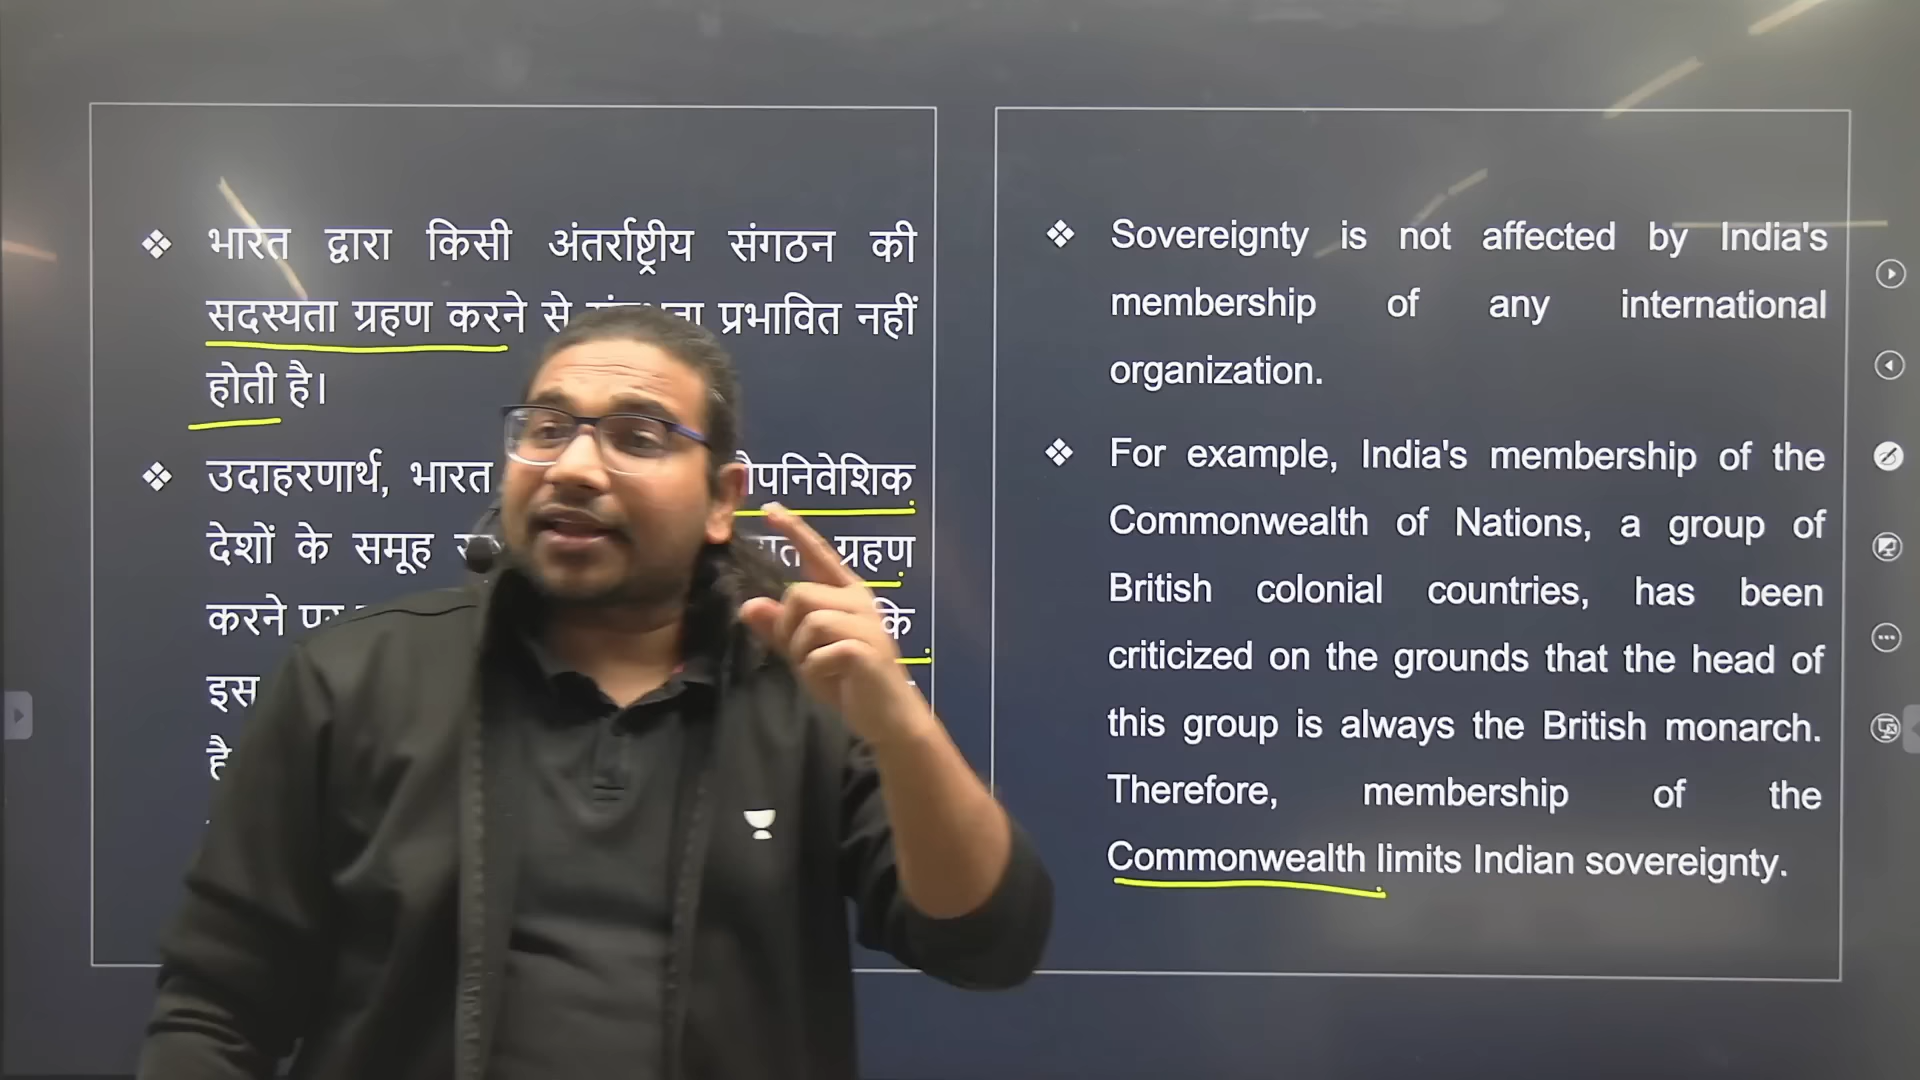 भारत द्वारा किसी अंतर्राष्ट्रीय संगठन की
सदस्यता ग्रहण करने से प्रभावित नहीं
होती है।
उदाहरणार्थ, भारत
देशों के समूह ग्रहण
करने कि
इस
है
Sovereignty is not affected by India's
membership of any international
organization.
For example, India's membership of the
Commonwealth of Nations, a group of
British colonial countries, has been
criticized on the grounds that the head of
this group is always the British monarch.
Therefore, membership of the
Commonwealth limits Indian sovereignty.